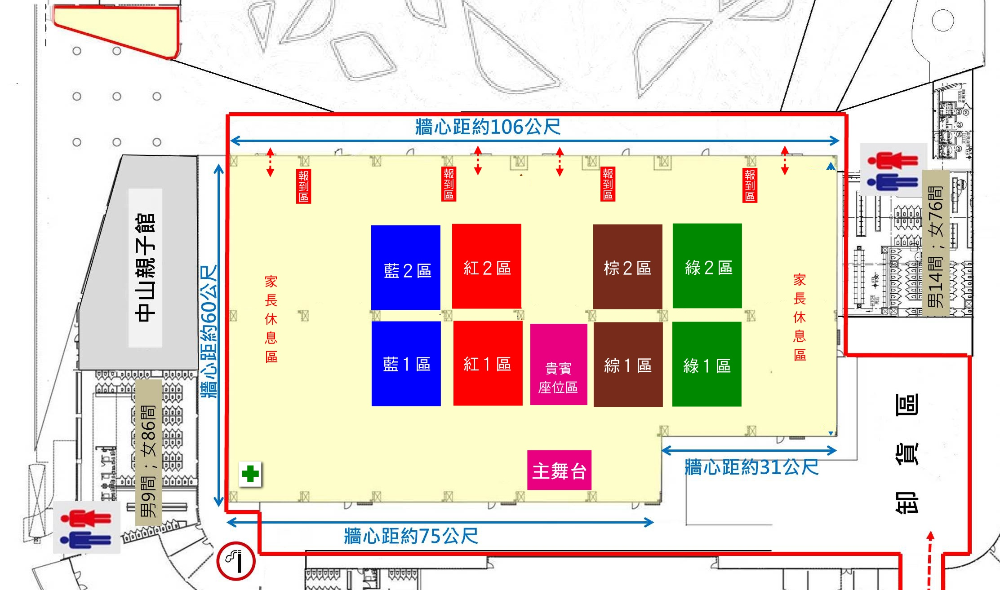 牆心距約106公尺
報到區
報到區
報到區
報到區
中山親子館
牆心距約60公尺
藍２區
紅２區
棕２區
綠２區
家長休息區
家長休息區
男14間；女76間
藍１區
紅１區
貴賓
座位區
綜１區
綠１區
男9間；女86間
主舞台
牆心距約31公尺
卸貨區
牆心距約75公尺